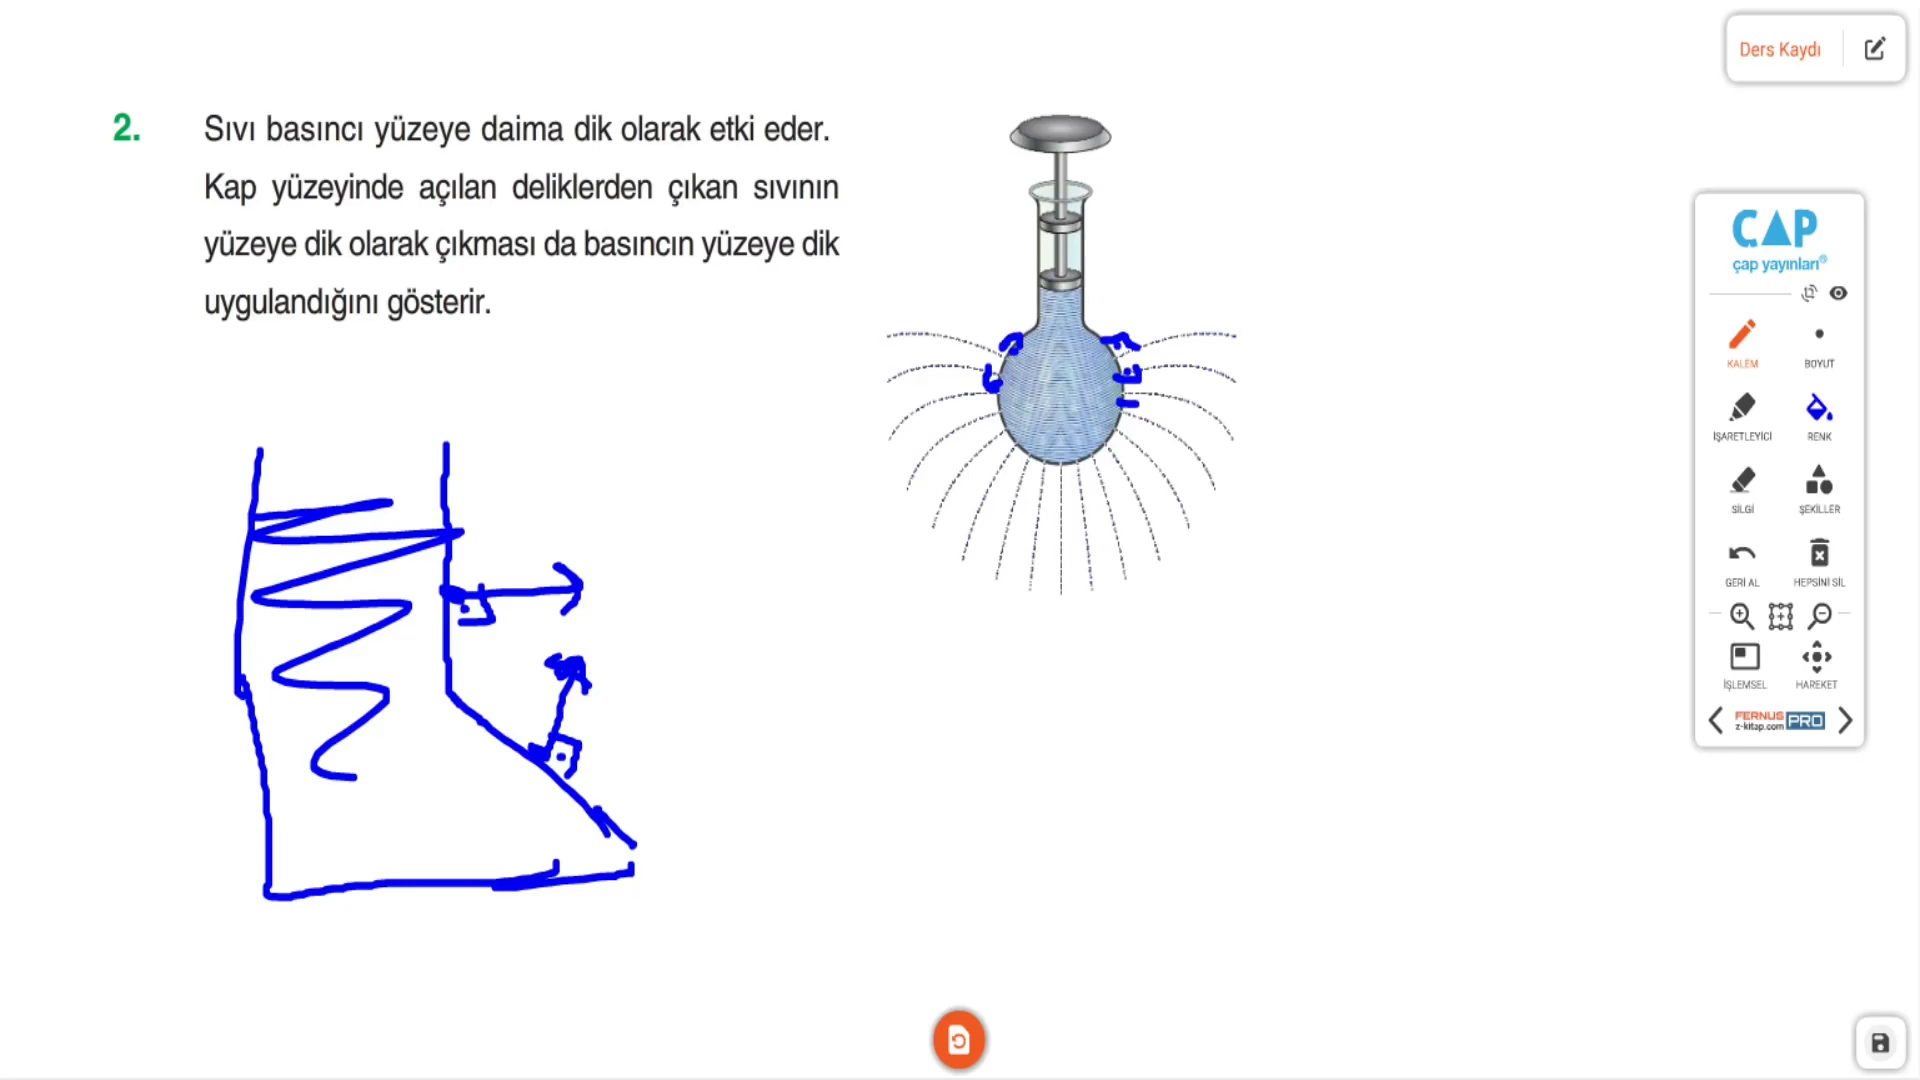 Ders Kaydı
2. Sıvı basıncı yüzeye daima dik olarak etki eder.
Kap yüzeyinde açılan deliklerden çıkan sıvının
yüzeye dik olarak çıkması da basıncın yüzeye dik
uygulandığını gösterir.
ÇAP
çap yayınları®
KALEM
BOYUT
İŞARETLEYİCİ
RENK
SİLGİ
ŞEKİLLER
GERİ AL
HEPSİNİ SİL
İŞLEMSEL
HAREKET
FERNUS
z-kitap.com PRO